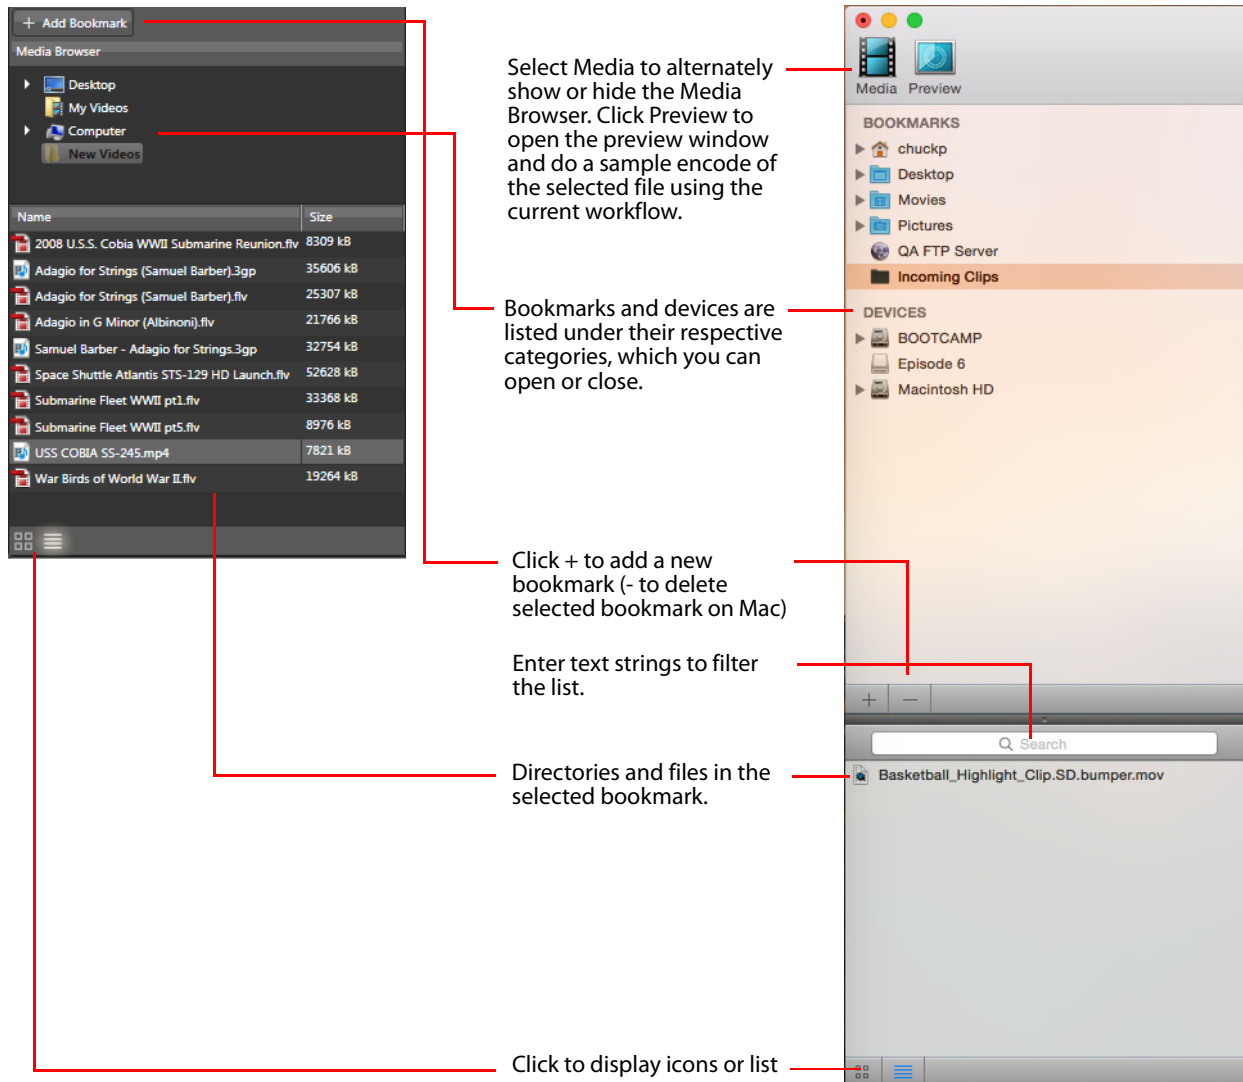 + Add Bookmark
Media Browser
Desktop
My Videos
Computer
New Videos
Name Size
2008 U.S.S. Cobia WWII Submarine Reunion.flv 8309 kB
Adagio for Strings (Samuel Barber).3gp 35606 kB
Adagio for Strings (Samuel Barber).flv 25307 kB
Adagio in G Minor (Albinoni).flv 21766 kB
Samuel Barber - Adagio for Strings.3gp 32754 kB
Space Shuttle Atlantis STS-129 HD Launch.flv 52628 kB
Submarine Fleet WWII pt1.flv 33368 kB
Submarine Fleet WWII pt5.flv 8976 kB
USS COBIA SS-245.mp4 7821 kB
War Birds of World War II.flv 19264 kB
Select Media to alternately
show or hide the Media
Browser. Click Preview to
open the preview window
and do a sample encode of
the selected file using the
current workflow.
Bookmarks and devices are
listed under their respective
categories, which you can
open or close.
Click + to add a new
bookmark (- to delete
selected bookmark on Mac)
Enter text strings to filter
the list.
Directories and files in the
selected bookmark.
Click to display icons or list
Media Preview
BOOKMARKS
chuckp
Desktop
Movies
Pictures
QA FTP Server
Incoming Clips
DEVICES
BOOTCAMP
Episode 6
Macintosh HD
+ −
Search
Basketball_Highlight_Clip.SD.bumper.mov